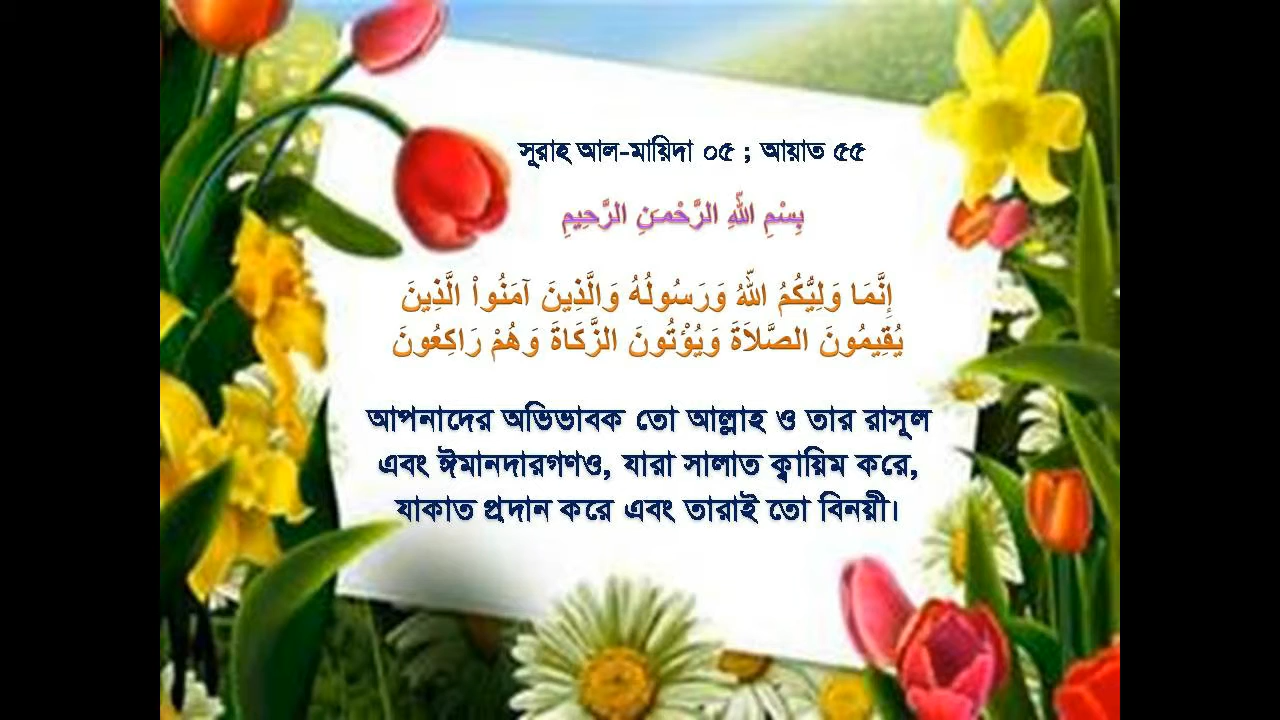 সূরাহ আল-মায়িদা ০৫ ; আয়াত ৫৫
بِسْمِ اللّهِ الرَّحْمـَنِ الرَّحِيمِ
إِنَّمَا وَلِيُّكُمُ اللّهُ وَرَسُولُهُ وَالَّذِينَ آمَنُواْ الَّذِينَ
يُقِيمُونَ الصَّلاَةَ وَيُؤْتُونَ الزَّكَاةَ وَهُمْ رَاكِعُونَ
আপনাদের অভিভাবক তো আল্লাহ ও তার রাসূল
এবং ঈমানদারগণও, যারা সালাত ক্বায়িম করে,
যাকাত প্রদান করে এবং তারাই তো বিনয়ী।